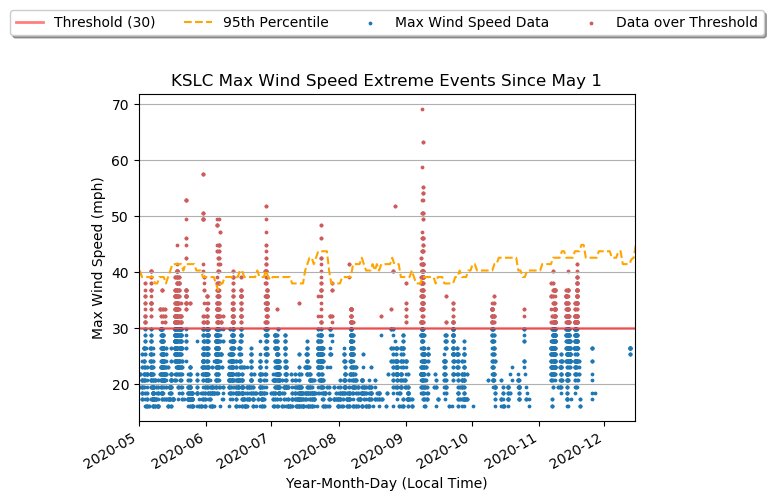 Threshold (30) 95th Percentile Max Wind Speed Data Data over Threshold
KSLC Max Wind Speed Extreme Events Since May 1
70
60
50
40
30
20
Max Wind Speed (mph)
2020-05 2020-06 2020-07 2020-08 2020-09 2020-10 2020-11 2020-12
Year-Month-Day (Local Time)